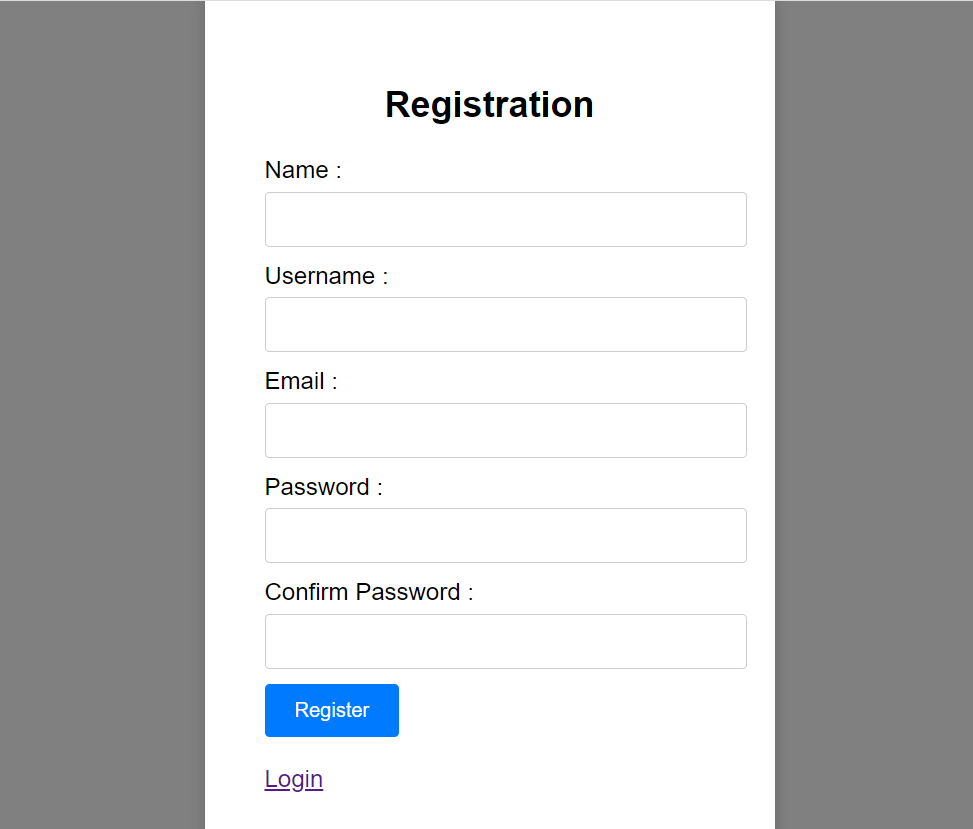 Registration
Name :
Username :
Email :
Password :
Confirm Password :
Register
Login